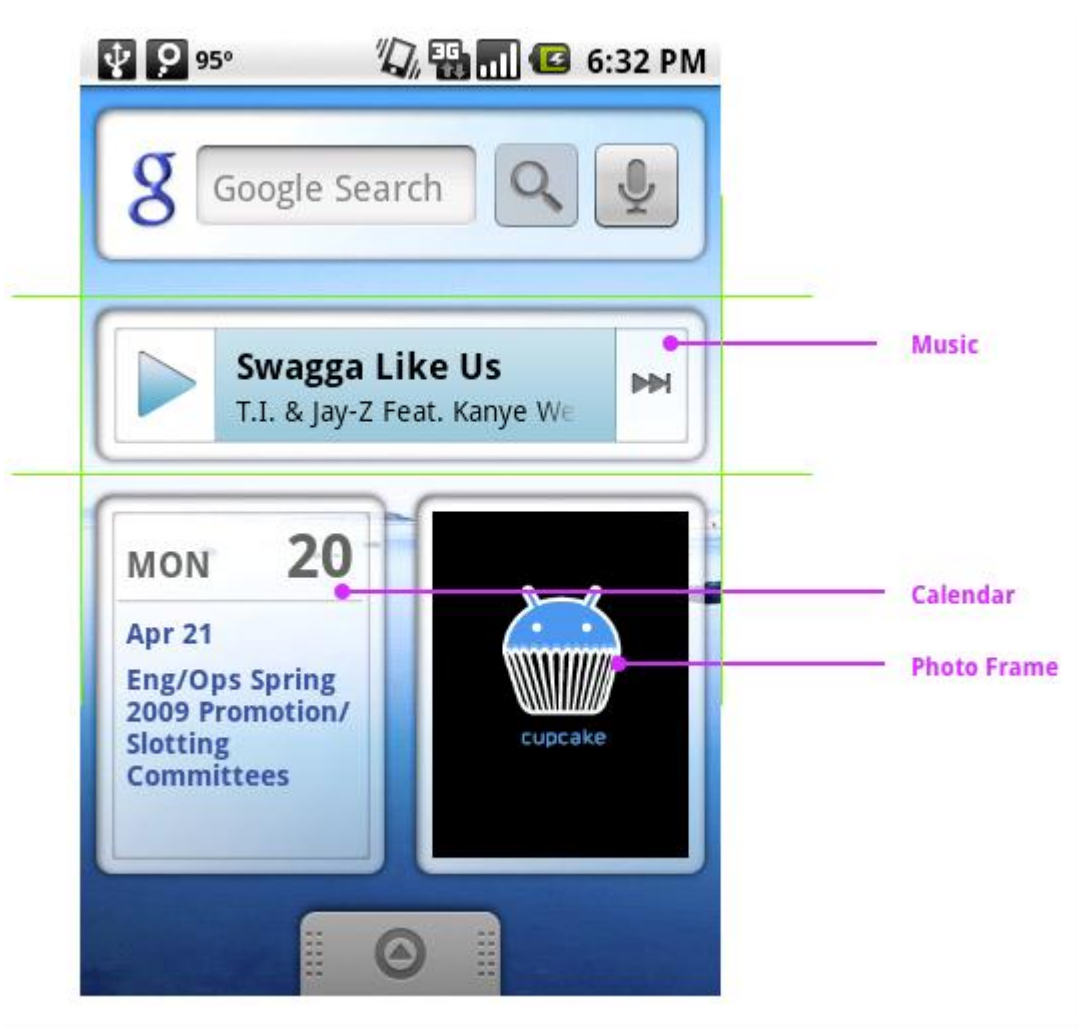 95°
3G
6:32 PM
g
Google Search
Swagga Like Us
T.I. & Jay-Z Feat. Kanye We
Music
MON 20
Apr 21
Eng/Ops Spring
2009 Promotion/
Slotting
Committees
cupcake
Calendar
Photo Frame